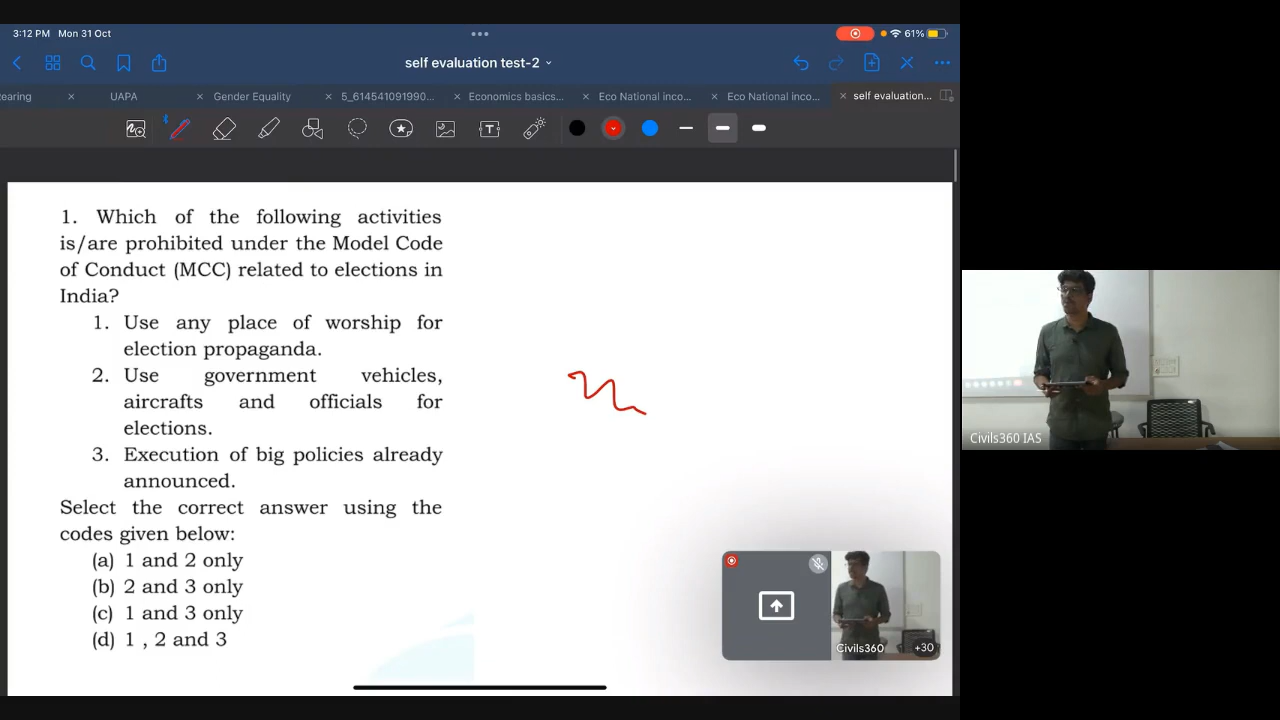 3:12 PM Mon 31 Oct
61%
self evaluation test-2
tearing
UAPA
Gender Equality
5_614541091990...
Economics basics...
Eco National inco...
Eco National inco...
self evaluation...
1. Which of the following activities
is/are prohibited under the Model Code
of Conduct (MCC) related to elections in
India?
1. Use any place of worship for
election propaganda.
2. Use government vehicles,
aircrafts and officials for
elections.
3. Execution of big policies already
announced.
Select the correct answer using the
codes given below:
(a) 1 and 2 only
(b) 2 and 3 only
(c) 1 and 3 only
(d) 1 , 2 and 3
Civils360
+30
Civils360 IAS